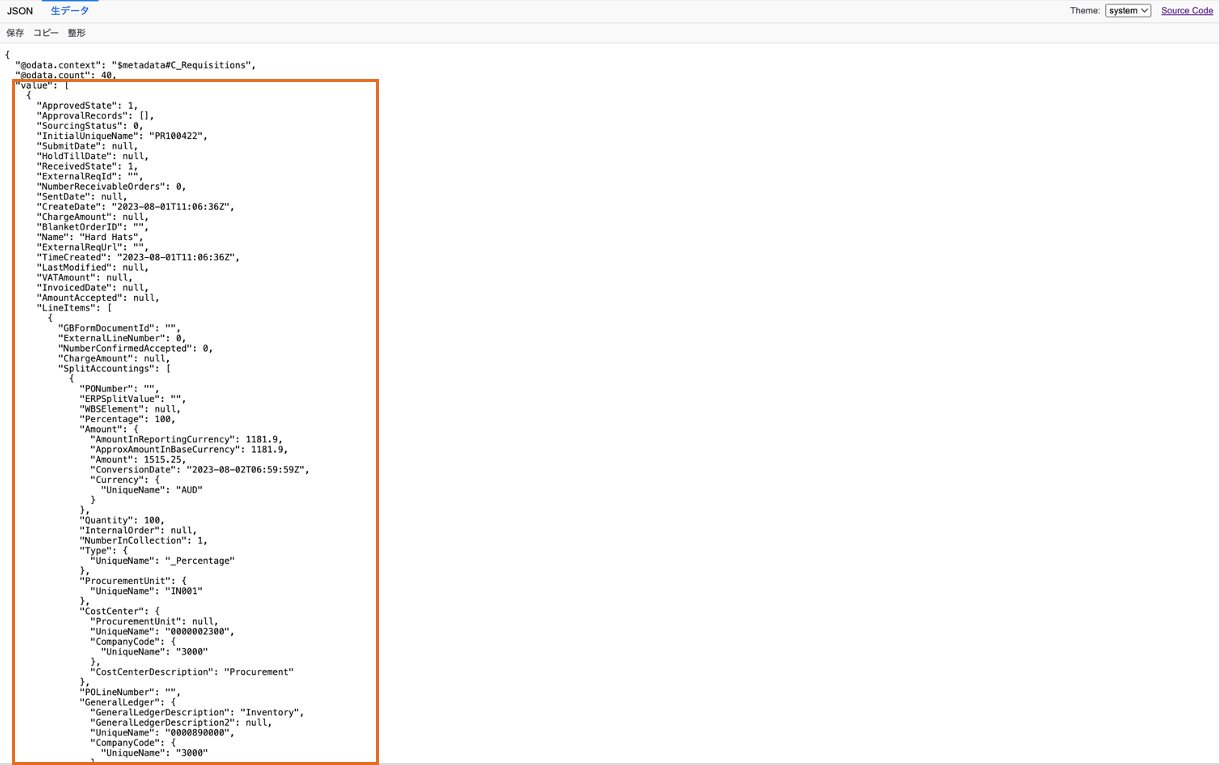 JSON 生データ Theme: system Source Code
保存 コピー 整形
{
  "@odata.context": "$metadata#C_Requisitions",
  "@odata.count": 40,
  "value": [
    {
      "ApprovedState": 1,
      "ApprovalRecords": [],
      "SourcingStatus": 0,
      "InitialUniqueName": "PR100422",
      "SubmitDate": null,
      "HoldTillDate": null,
      "ReceivedState": 1,
      "ExternalReqId": "",
      "NumberReceivableOrders": 0,
      "SentDate": null,
      "CreateDate": "2023-08-01T11:06:36Z",
      "ChargeAmount": null,
      "BlanketOrderID": "",
      "Name": "Hard Hats",
      "ExternalReqUrl": "",
      "TimeCreated": "2023-08-01T11:06:36Z",
      "LastModified": null,
      "VATAmount": null,
      "InvoicedDate": null,
      "AmountAccepted": null,
      "LineItems": [
        {
          "GBFormDocumentId": "",
          "ExternalLineNumber": 0,
          "NumberConfirmedAccepted": 0,
          "ChargeAmount": null,
          "SplitAccountings": [
            {
              "PONumber": "",
              "ERPSplitValue": "",
              "WBSElement": null,
              "Percentage": 100,
              "Amount": {
                "AmountInReportingCurrency": 1181.9,
                "ApproxAmountInBaseCurrency": 1181.9,
                "Amount": 1515.25,
                "ConversionDate": "2023-08-02T06:59:59Z",
                "Currency": {
                  "UniqueName": "AUD"
                }
              },
              "Quantity": 100,
              "InternalOrder": null,
              "NumberInCollection": 1,
              "Type": {
                "UniqueName": "_Percentage"
              },
              "ProcurementUnit": {
                "UniqueName": "IN001"
              },
              "CostCenter": {
                "ProcurementUnit": null,
                "UniqueName": "0000002300",
                "CompanyCode": {
                  "UniqueName": "3000"
                },
                "CostCenterDescription": "Procurement"
              },
              "POLineNumber": "",
              "GeneralLedger": {
                "GeneralLedgerDescription": "Inventory",
                "GeneralLedgerDescription2": null,
                "UniqueName": "0000890000",
                "CompanyCode": {
                  "UniqueName": "3000"
                }